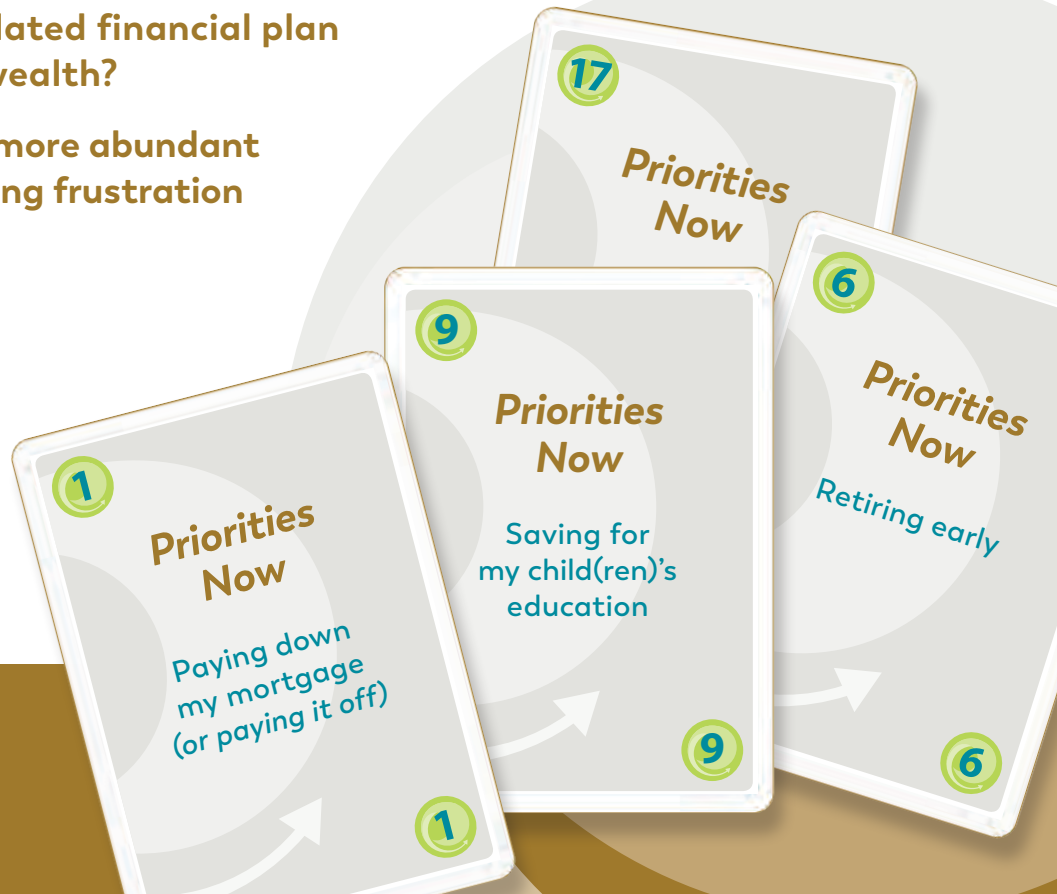 lated financial plan
wealth?
more abundant
ng frustration
17
Priorities
Now
6
Priorities
Now
Retiring early
6
9
Priorities
Now
Saving for
my child(ren)’s
education
9
1
Priorities
Now
Paying down
my mortgage
(or paying it off)
1